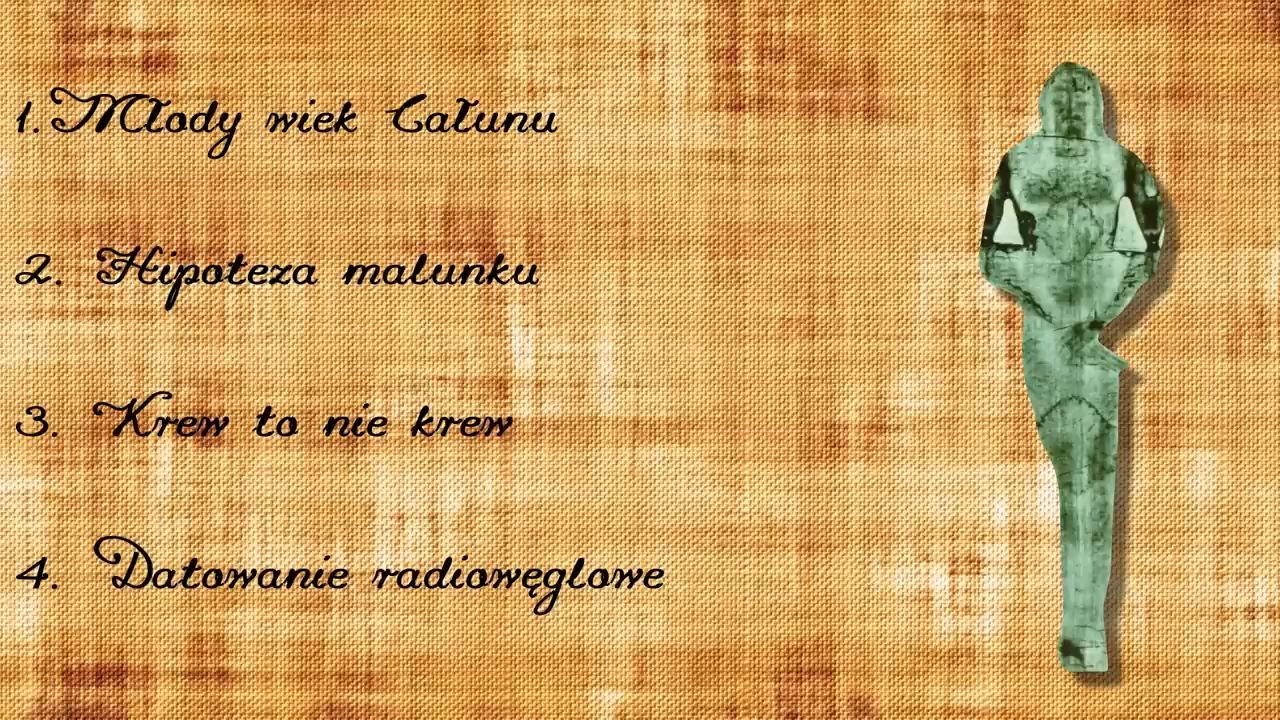 1. Młody wiek Całunu
2. Hipoteza malunku
3. Krew to nie krew
4. Datowanie radiowęglowe